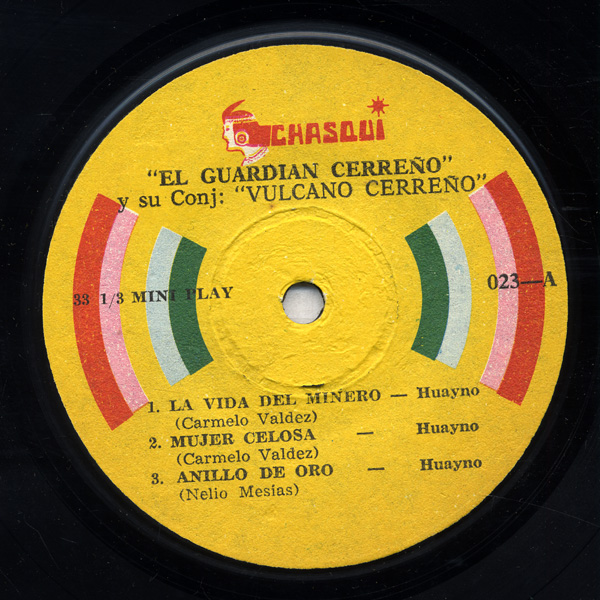 CHASQUI
"EL GUARDIAN CERREÑO"
y su Conj: "VULCANO CERREÑO"
33 1/3 MINI PLAY
023—A
1. LA VIDA DEL MINERO — Huayno
(Carmelo Valdez)
2. MUJER CELOSA — Huayno
(Carmelo Valdez)
3. ANILLO DE ORO — Huayno
(Nelio Mesías)